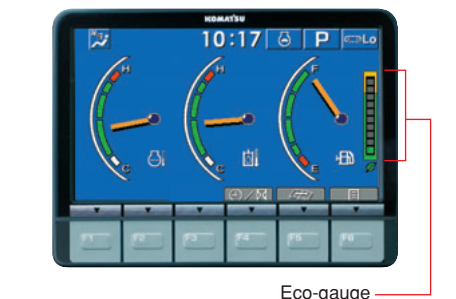 KOMATSU
10:17 P Lo
H H F
C C E
F1 F2 F3 F4 F5 F6
Eco-gauge